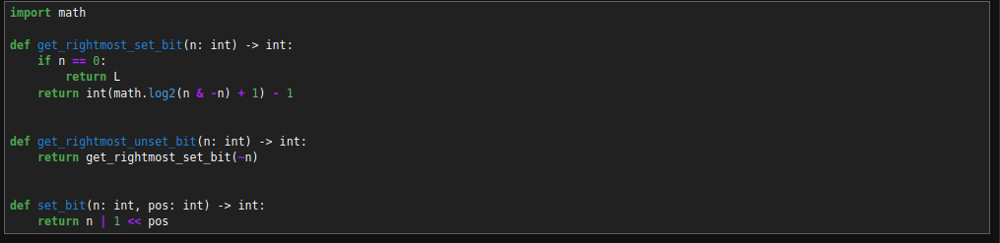 import math
def get_rightmost_set_bit(n: int) -> int:
    if n == 0:
        return L
    return int(math.log2(n & -n) + 1) - 1
def get_rightmost_unset_bit(n: int) -> int:
    return get_rightmost_set_bit(~n)
def set_bit(n: int, pos: int) -> int:
    return n | 1 << pos